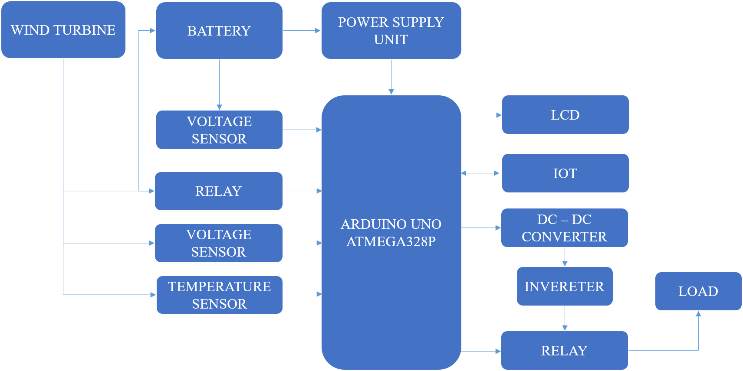 WIND TURBINE
BATTERY
POWER SUPPLY
UNIT
VOLTAGE
SENSOR
LCD
RELAY
IOT
ARDUINO UNO
ATMEGA328P
DC – DC
CONVERTER
VOLTAGE
SENSOR
TEMPERATURE
SENSOR
INVERETER
LOAD
RELAY